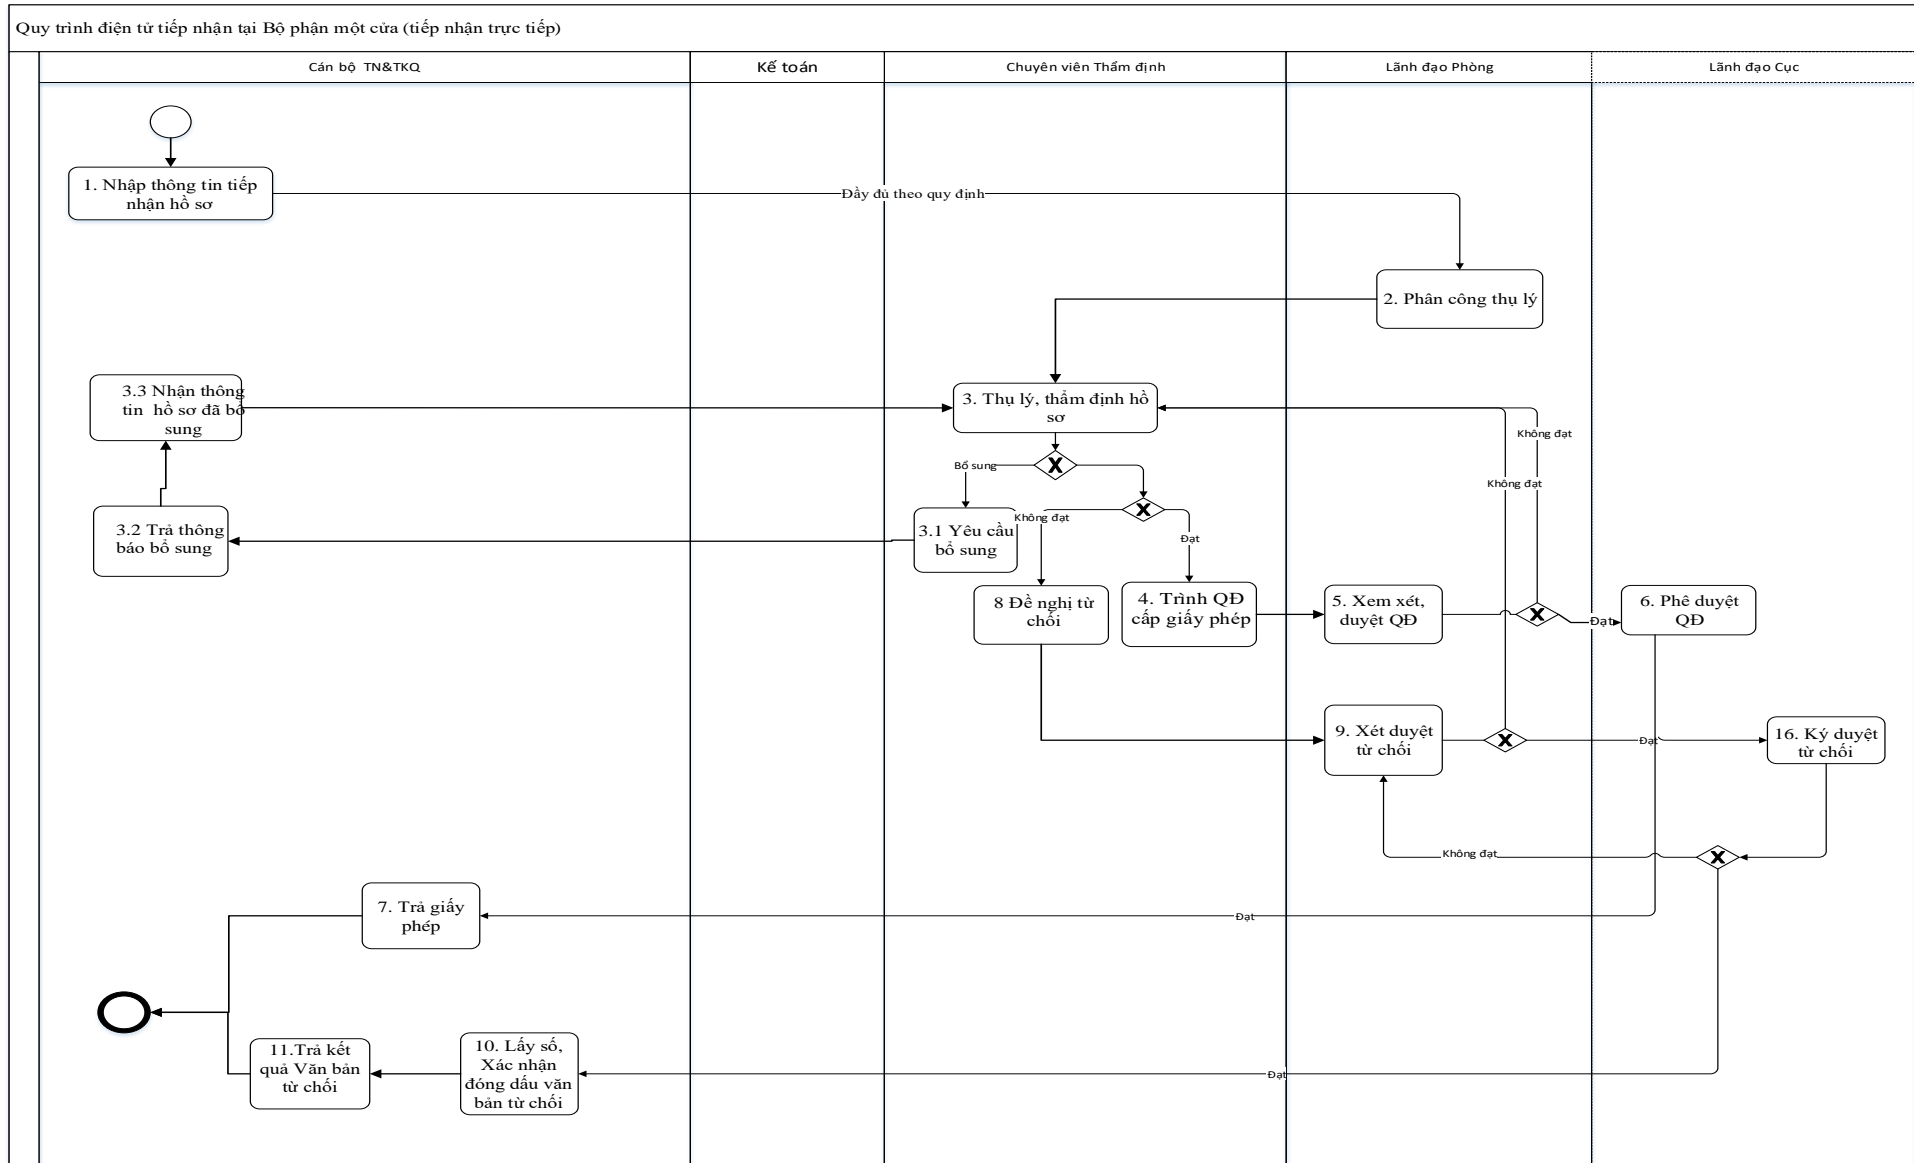 Quy trình điện tử tiếp nhận tại Bộ phận một cửa (tiếp nhận trực tiếp)
Cán bộ TN&TKQ
Kế toán
Chuyên viên Thẩm định
Lãnh đạo Phòng
Lãnh đạo Cục
1. Nhập thông tin tiếp
nhận hồ sơ
Đầy đủ theo quy định
2. Phân công thụ lý
3.3 Nhận thông
tin hồ sơ đã bổ
sung
3. Thụ lý, thẩm định hồ
sơ
Không đạt
Bổ sung
Không đạt
3.2 Trả thông
báo bổ sung
3.1 Yêu cầu
bổ sung
Không đạt
Đạt
8 Đề nghị từ
chối
4. Trình QĐ
cấp giấy phép
5. Xem xét,
duyệt QĐ
Đạt
6. Phê duyệt
QĐ
9. Xét duyệt
từ chối
Đạt
16. Ký duyệt
từ chối
Không đạt
7. Trả giấy
phép
Đạt
11.Trả kết
quả Văn bản
từ chối
10. Lấy số,
Xác nhận
đóng dấu văn
bản từ chối
Đạt